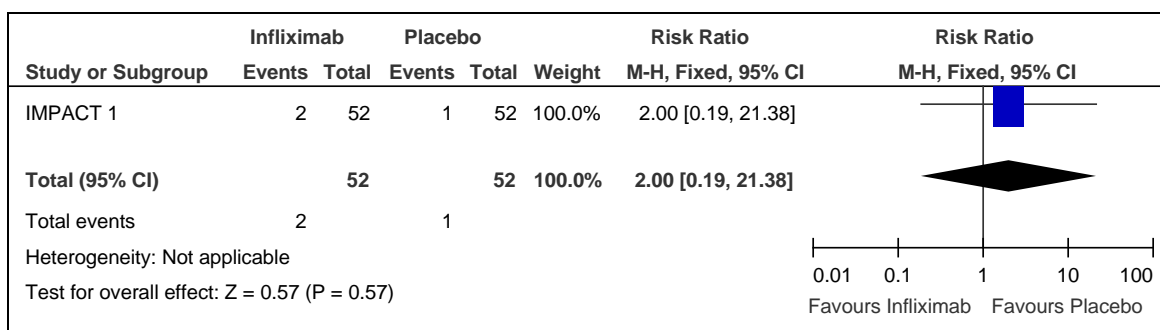 Infliximab Placebo Risk Ratio Risk Ratio
Study or Subgroup Events Total Events Total Weight M-H, Fixed, 95% CI M-H, Fixed, 95% CI
IMPACT 1 2 52 1 52 100.0% 2.00 [0.19, 21.38]
Total (95% CI) 52 52 100.0% 2.00 [0.19, 21.38]
Total events 2 1
Heterogeneity: Not applicable
Test for overall effect: Z = 0.57 (P = 0.57)
0.01 0.1 1 10 100
Favours Infliximab Favours Placebo